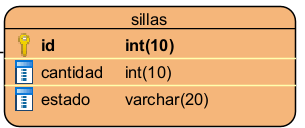 sillas
id int(10)
cantidad int(10)
estado varchar(20)